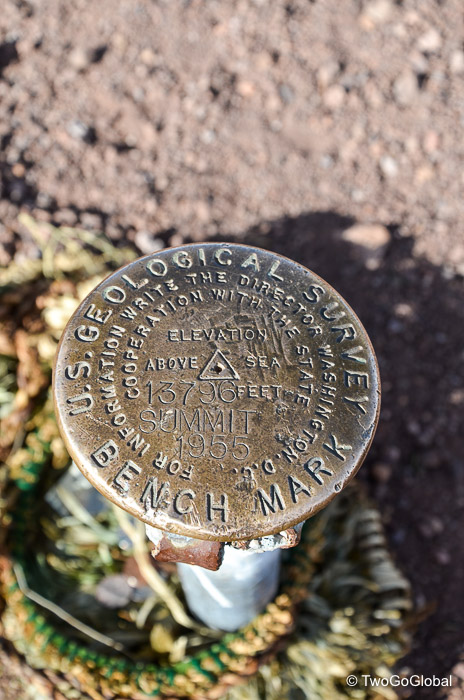 U.S. GEOLOGICAL SURVEY
FOR INFORMATION WRITE THE DIRECTOR WASHINGTON, D.C.
COOPERATION WITH THE STATE
ELEVATION
ABOVE SEA
13796 FEET
SUMMIT
1955
BENCH MARK
© TwoGoGlobal